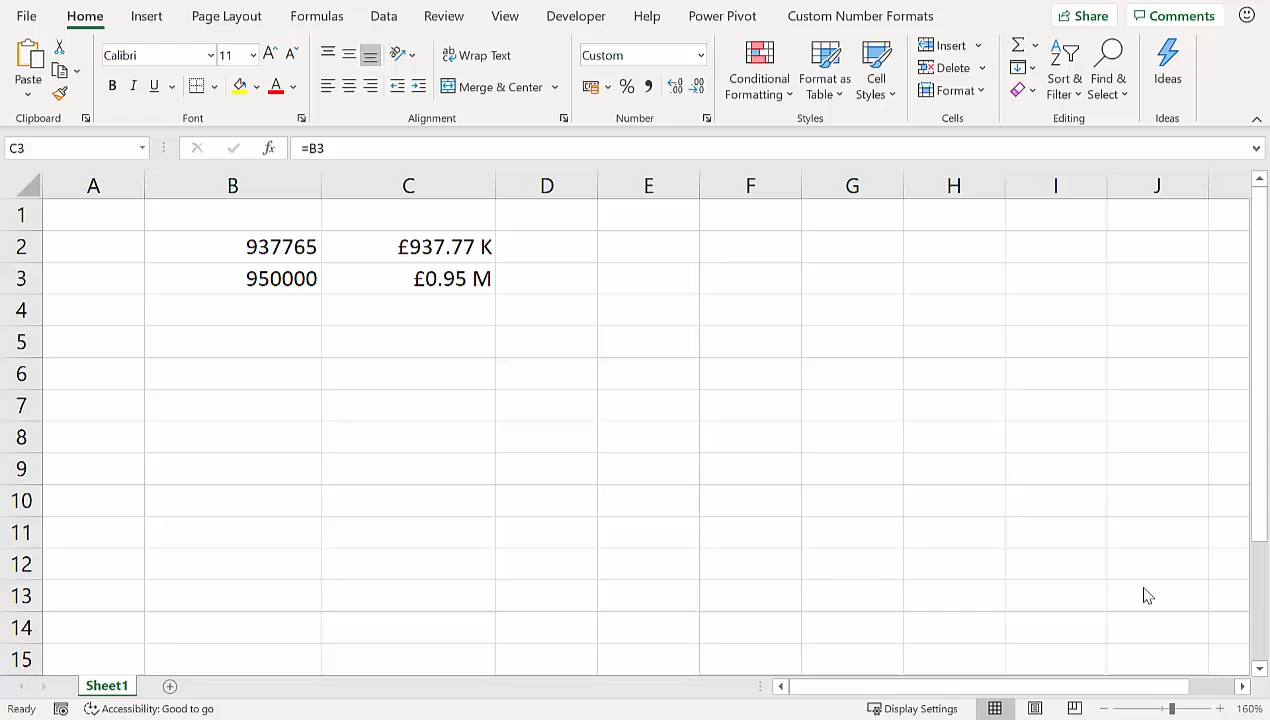 File Home Insert Page Layout Formulas Data Review View Developer Help Power Pivot Custom Number Formats Share Comments
Calibri 11 A A ab Wrap Text Custom Insert Σ
Paste B I U A Merge & Center % , Conditional Formatting Format as Table Cell Styles Delete Format Sort & Filter Find & Select Ideas
Clipboard Font Alignment Number Styles Cells Editing Ideas
C3 fx =B3
A B C D E F G H I J
1
2 937765 £937.77 K
3 950000 £0.95 M
4
5
6
7
8
9
10
11
12
13
14
15
Sheet1
Ready Accessibility: Good to go Display Settings 160%